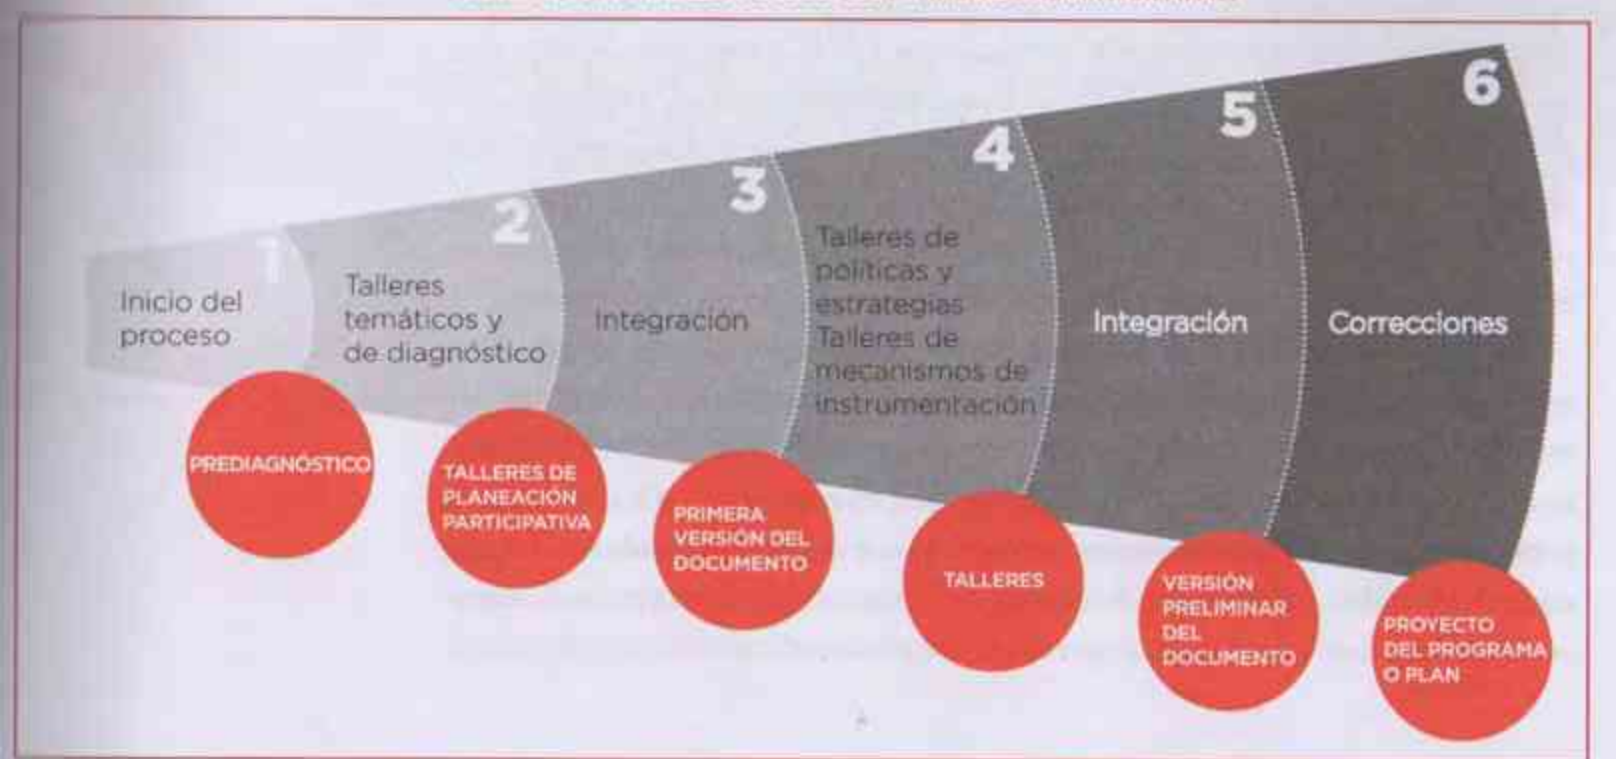 1
Inicio del
proceso
2
Talleres
temáticos y
de diagnóstico
3
Integración
4
Talleres de
políticas y
estrategias
Talleres de
mecanismos de
instrumentación
5
Integración
6
Correcciones
PREDIAGNÓSTICO
TALLERES DE
PLANEACIÓN
PARTICIPATIVA
PRIMERA
VERSIÓN DEL
DOCUMENTO
TALLERES
VERSIÓN
PRELIMINAR
DEL
DOCUMENTO
PROYECTO
DEL PROGRAMA
O PLAN